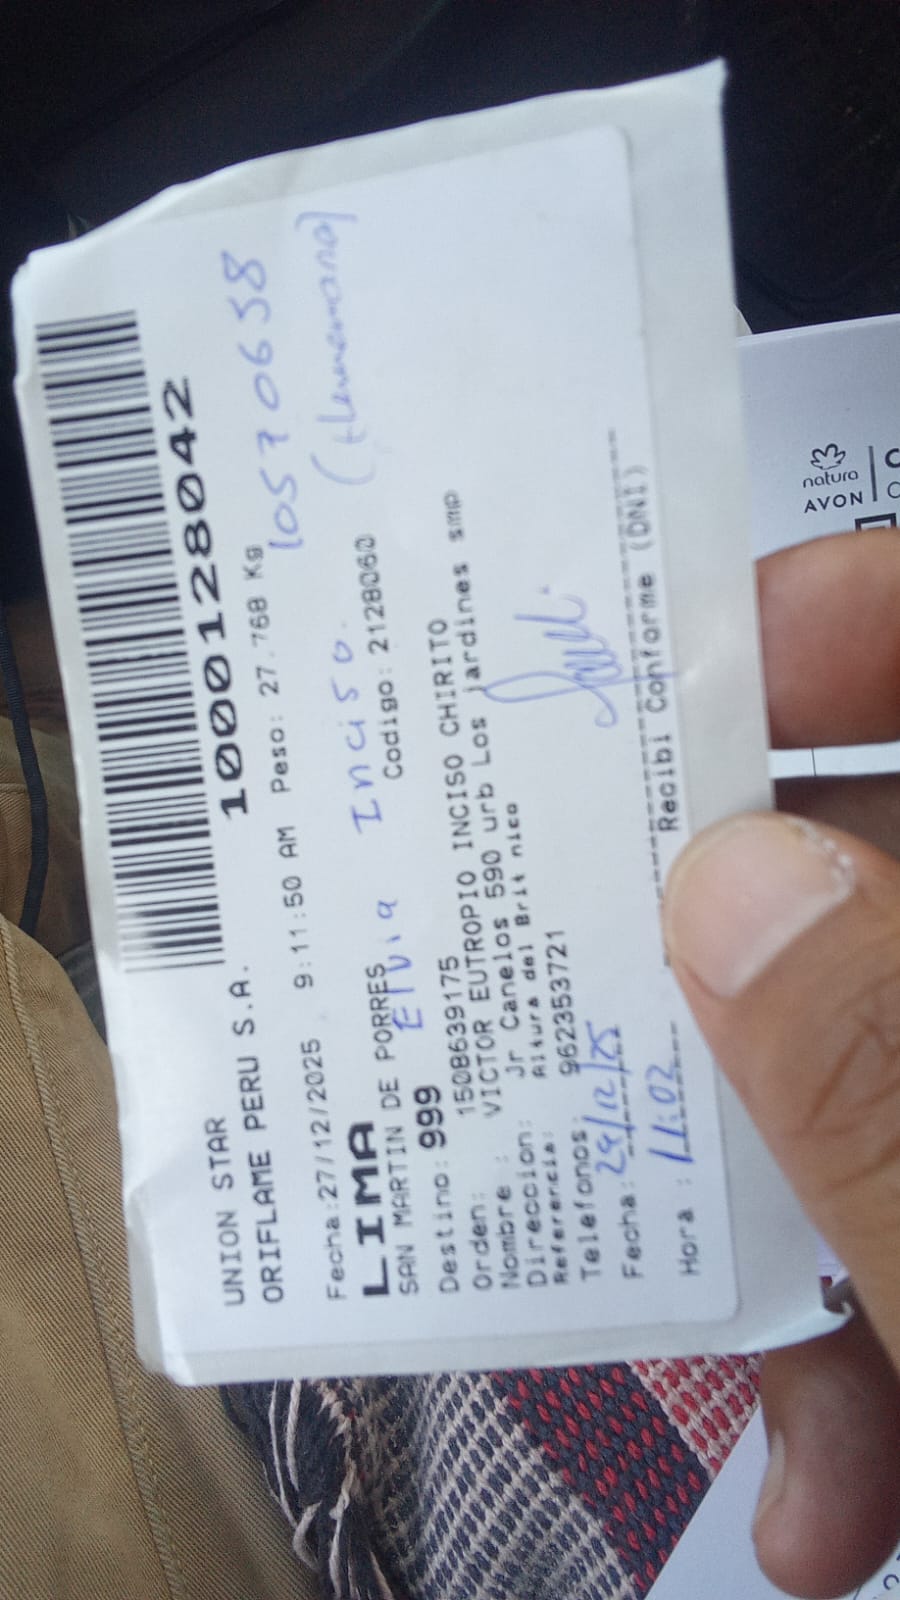 1000128042
UNION STAR
ORIFLAME PERU S.A.
Peso: 27.768 Kg
10570658
Fecha:27/12/2025 9:11:50 AM
LIMA
SAN MARTIN DE PORRES
Elvia Inciso.
Codigo: 2128060
Destino: 999
Orden: 1508639175
Nombre : VICTOR EUTROPIO INCISO CHIRITO
Direccion: Jr Canelos 590 urb Los jardines smp
Referencia: Altura del Brit nico
Telefonos: 962353721
Fecha: 29/12/25
Hora : 11:02
Recibi Conforme (DNI)
natura
AVON